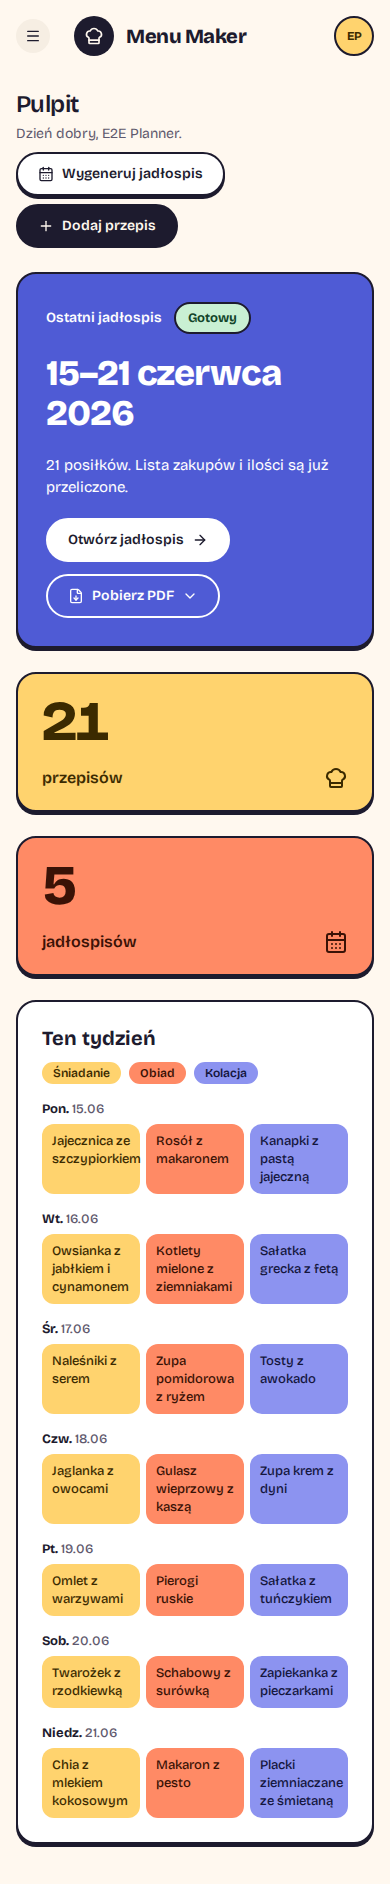 Menu Maker
EP
Pulpit
Dzień dobry, E2E Planner.
Wygeneruj jadłospis
Dodaj przepis
Ostatni jadłospis
Gotowy
15–21 czerwca
2026
21 posiłków. Lista zakupów i ilości są już
przeliczone.
Otwórz jadłospis
Pobierz PDF
21
przepisów
5
jadłospisów
Ten tydzień
Śniadanie Obiad Kolacja
Pon. 15.06
Jajecznica ze
szczypiorkiem
Rosół z
makaronem
Kanapki z
pastą
jajeczną
Wt. 16.06
Owsianka z
jabłkiem i
cynamonem
Kotlety
mielone z
ziemniakami
Sałatka
grecka z fetą
Śr. 17.06
Naleśniki z
serem
Zupa
pomidorowa
z ryżem
Tosty z
awokado
Czw. 18.06
Jaglanka z
owocami
Gulasz
wieprzowy z
kaszą
Zupa krem z
dyni
Pt. 19.06
Omlet z
warzywami
Pierogi
ruskie
Sałatka z
tuńczykiem
Sob. 20.06
Twarożek z
rzodkiewką
Schabowy z
surówką
Zapiekanka z
pieczarkami
Niedz. 21.06
Chia z
mlekiem
kokosowym
Makaron z
pesto
Placki
ziemniaczane
ze śmietaną